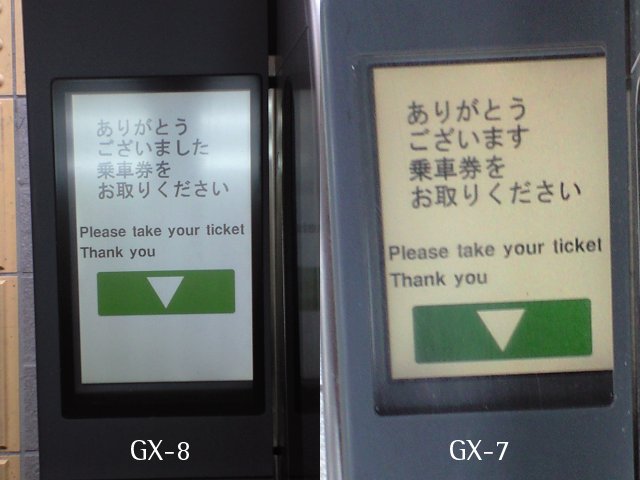 ありがとう
ございました
乗車券を
お取りください
Please take your ticket
Thank you
GX-8
ありがとう
ございます
乗車券を
お取りください
Please take your ticket
Thank you
GX-7